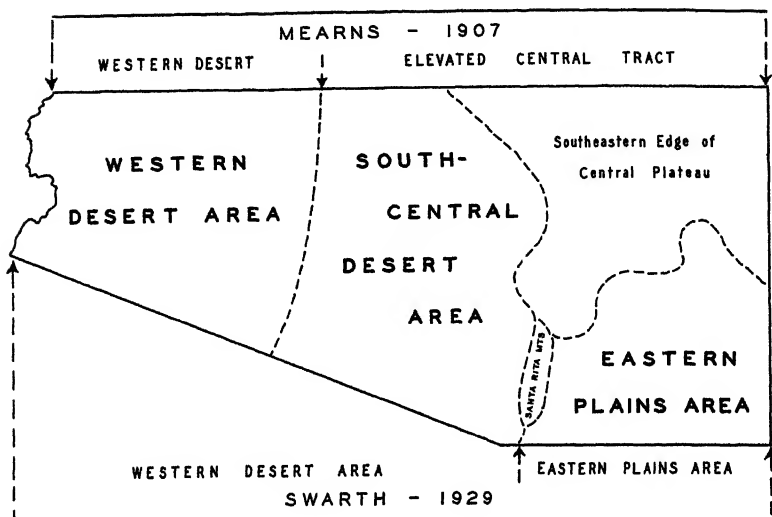 MEARNS - 1907
WESTERN DESERT
ELEVATED CENTRAL TRACT
WESTERN
DESERT AREA
SOUTH-
CENTRAL
DESERT
AREA
Southeastern Edge of
Central Plateau
SANTA RITA MTS
EASTERN
PLAINS AREA
WESTERN DESERT AREA
EASTERN PLAINS AREA
SWARTH - 1929